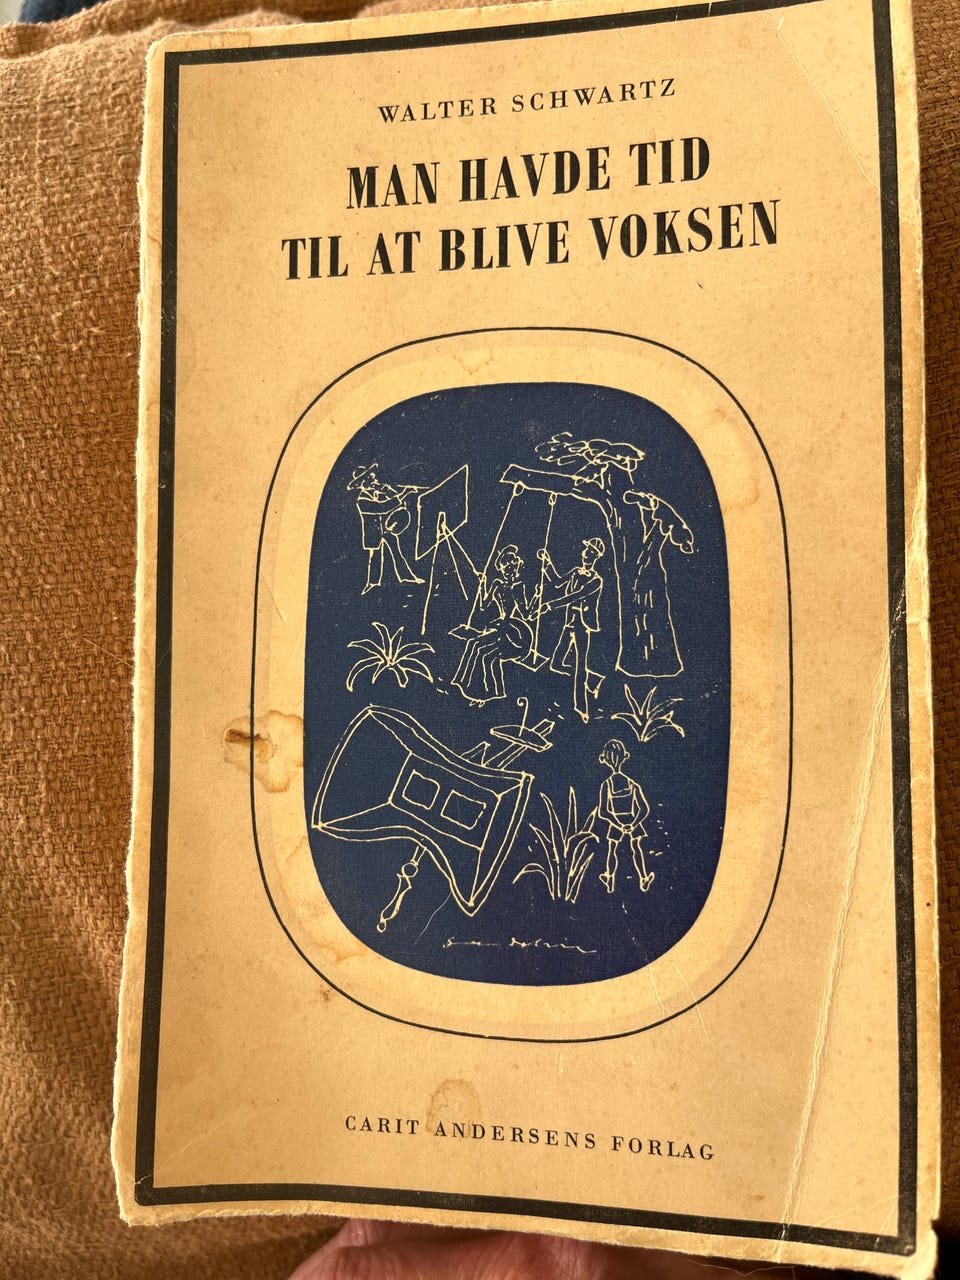 WALTER SCHWARTZ
MAN HAVDE TID
TIL AT BLIVE VOKSEN
CARIT ANDERSENS FORLAG